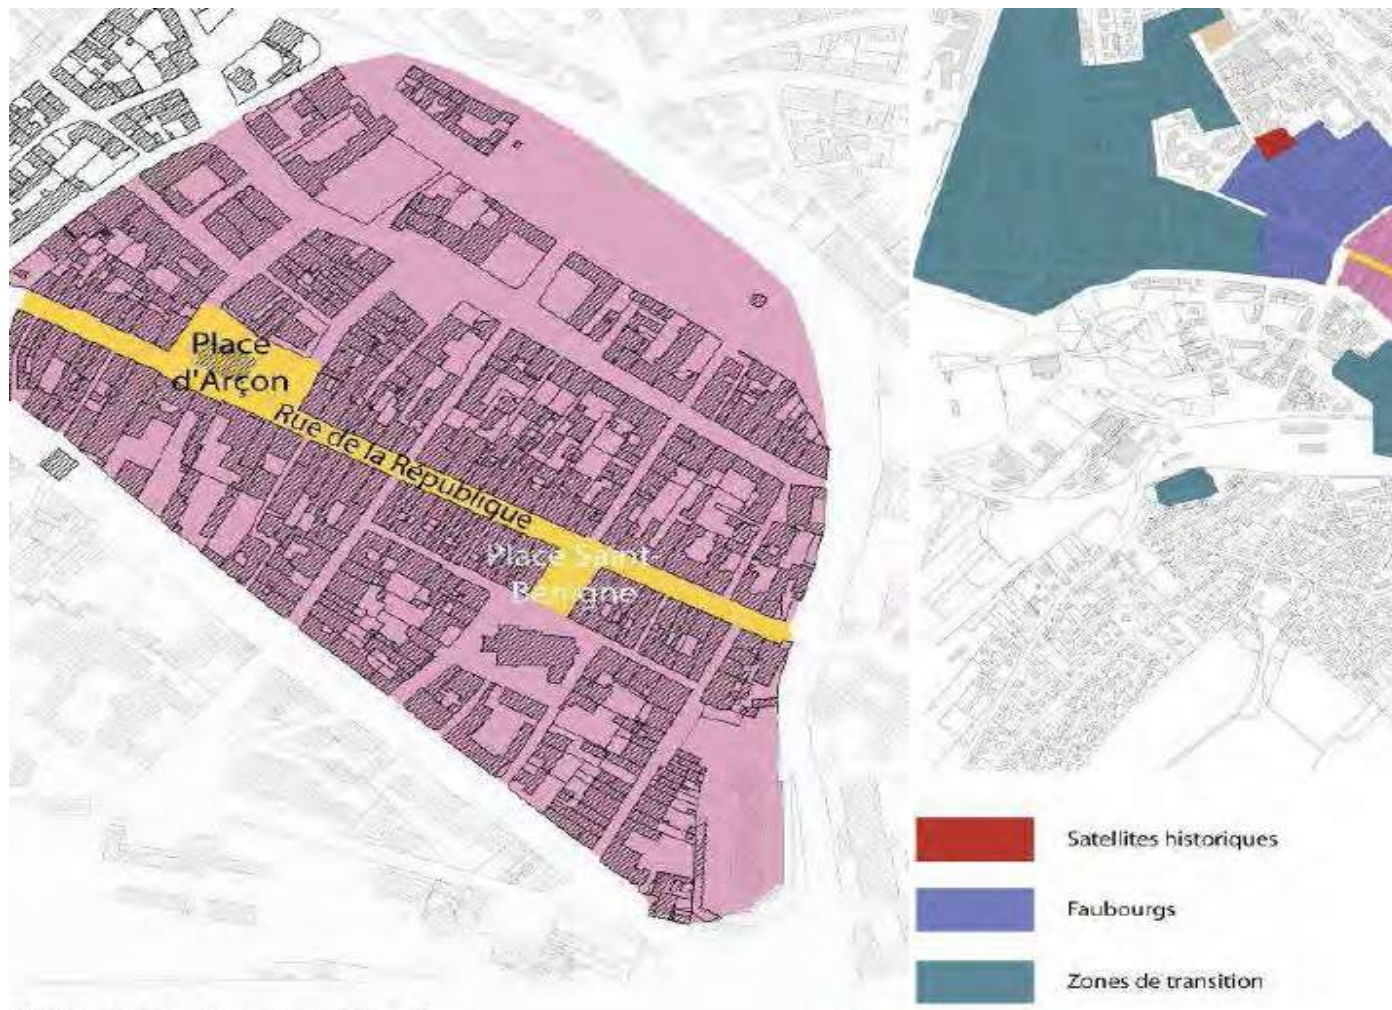 Place
d'Arçon
Rue de la République
Place Saint-
Bénigne
Satellites historiques
Faubourgs
Zones de transition